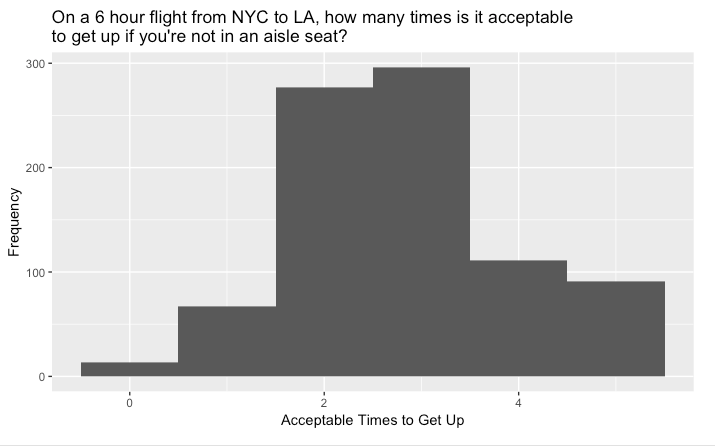 On a 6 hour flight from NYC to LA, how many times is it acceptable
to get up if you're not in an aisle seat?
300
200
100
0
Frequency
0 2 4
Acceptable Times to Get Up